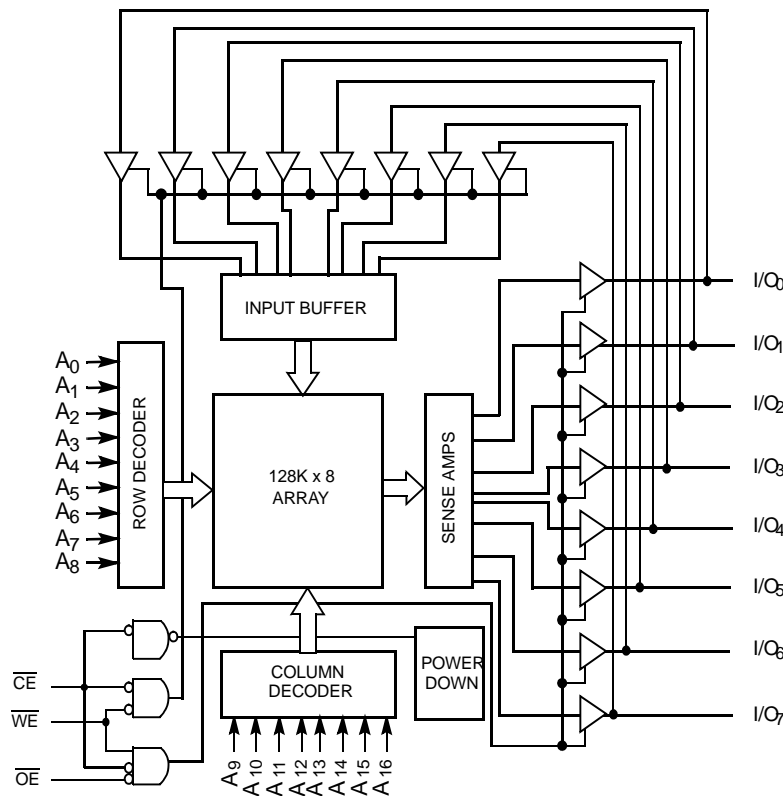 INPUT BUFFER
I/O0
I/O1
I/O2
I/O3
I/O4
I/O5
I/O6
I/O7
A0
A1
A2
A3
A4
A5
A6
A7
A8
ROW DECODER
128K x 8
ARRAY
SENSE AMPS
COLUMN
DECODER
POWER
DOWN
CE
WE
OE
A9
A10
A11
A12
A13
A14
A15
A16